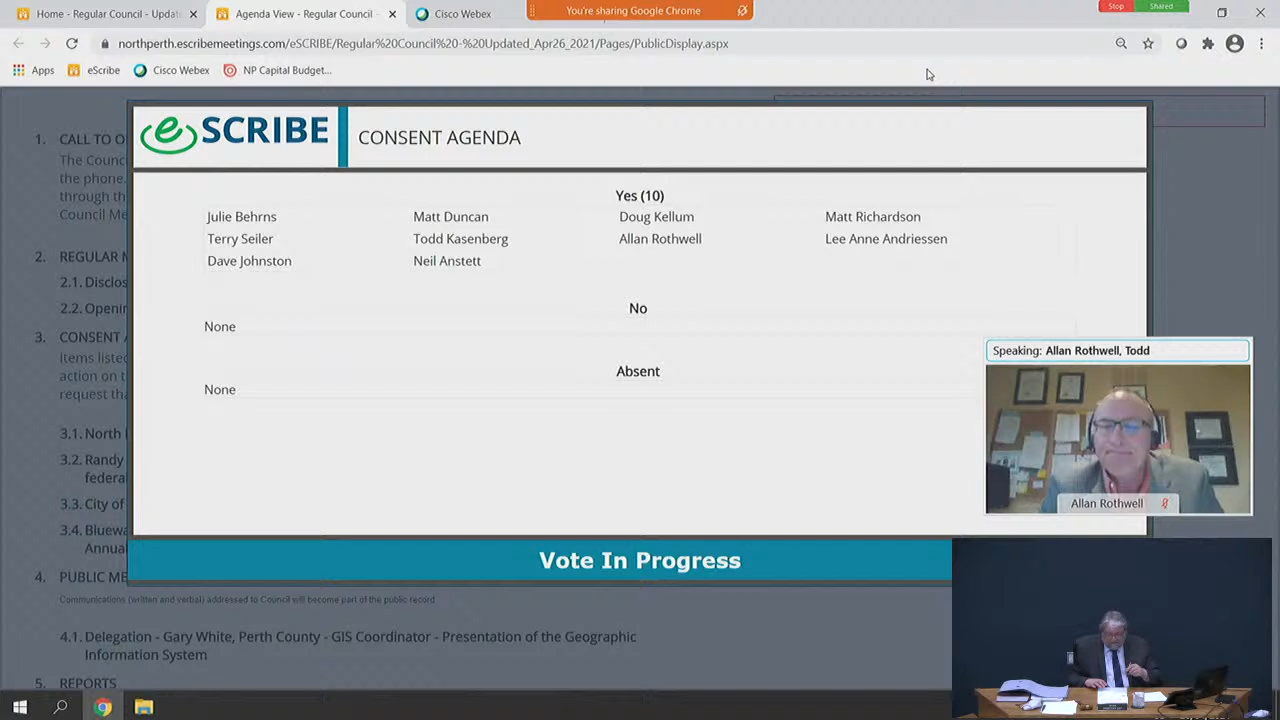 Home - Regular Council - Updat
Agenda View - Regular Council -
Cisco Webex
You're sharing Google Chrome
Stop
Shared
northperth.escribemeetings.com/eSCRIBE/Regular%20Council%20-%20Updated_Apr26_2021/Pages/PublicDisplay.aspx
Apps
eScribe
Cisco Webex
NP Capital Budget...
eSCRIBE
CONSENT AGENDA
Yes (10)
Julie Behrns Matt Duncan Doug Kellum Matt Richardson
Terry Seiler Todd Kasenberg Allan Rothwell Lee Anne Andriessen
Dave Johnston Neil Anstett
No
None
Absent
None
Vote In Progress
Speaking: Allan Rothwell, Todd
Allan Rothwell
1. CALL TO O
The Counc
the phone.
through th
Council Me
2. REGULAR M
2.1. Disclos
2.2. Openin
3. CONSENT A
Items listed
action on t
request tha
3.1. North
3.2. Randy
federa
3.3. City of
3.4. Bluewa
Annua
4. PUBLIC ME
Communications (written and verbal) addressed to Council will become part of the public record
4.1. Delegation - Gary White, Perth County - GIS Coordinator - Presentation of the Geographic
Information System
5. REPORTS